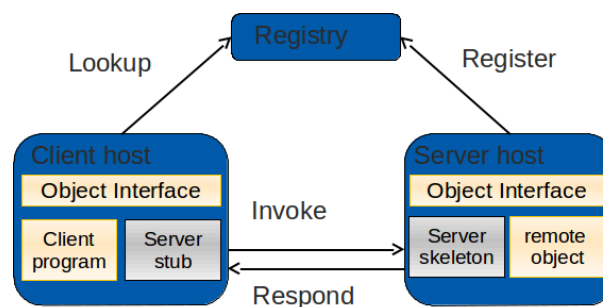 Registry
Lookup
Register
Client host
Object Interface
Client
program
Server
stub
Invoke
Respond
Server host
Object Interface
Server
skeleton
remote
object